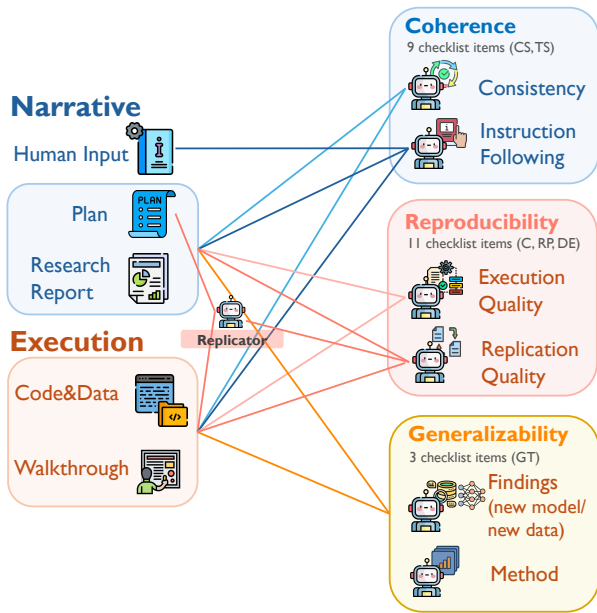 Narrative
Human Input
PLAN
Plan
Research
Report
Execution
Code&Data
Walkthrough
Replicator
Coherence
9 checklist items (CS, TS)
Consistency
Instruction
Following
Reproducibility
11 checklist items (C, RP, DE)
Execution
Quality
Replication
Quality
Generalizability
3 checklist items (GT)
Findings
(new model/
new data)
Method